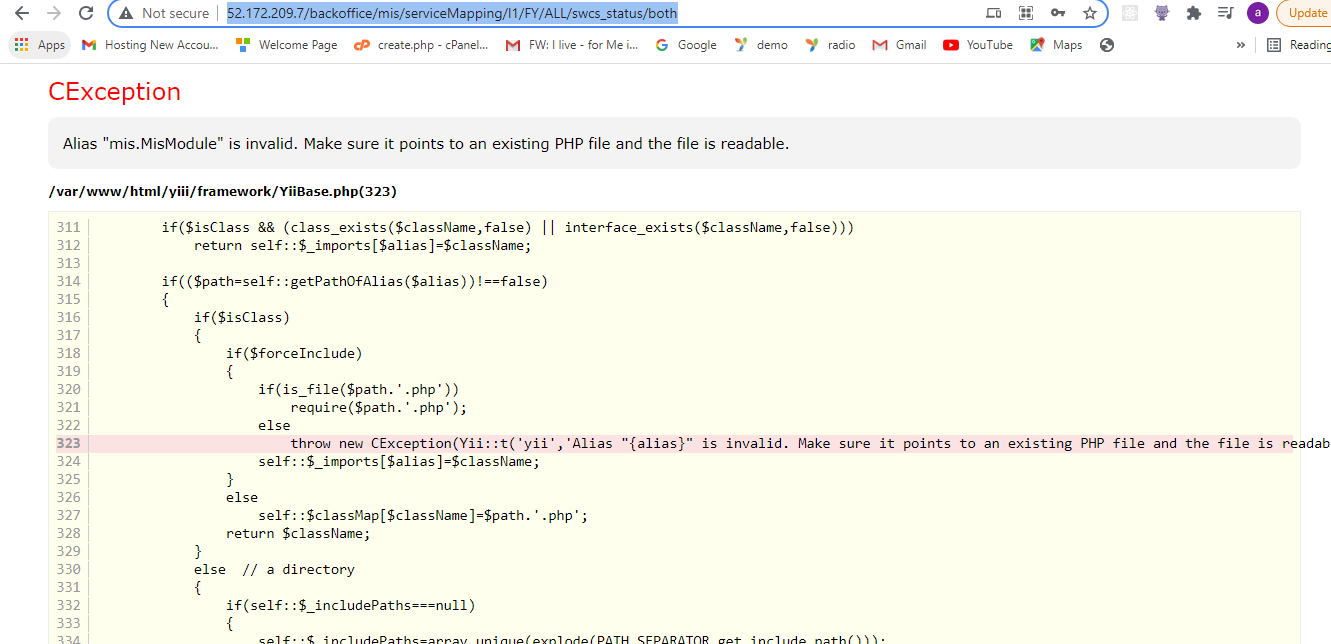 Not secure 52.172.209.7/backoffice/mis/serviceMapping/I1/FY/ALL/swcs_status/both a Update
Apps Hosting New Accou... Welcome Page create.php - cPanel... FW: I live - for Me i... Google demo radio Gmail YouTube Maps » Reading
CException
Alias "mis.MisModule" is invalid. Make sure it points to an existing PHP file and the file is readable.
/var/www/html/yiii/framework/YiiBase.php(323)
311 if($isClass && (class_exists($className,false) || interface_exists($className,false)))
312 return self::$_imports[$alias]=$className;
313
314 if(($path=self::getPathOfAlias($alias))!==false)
315 {
316 if($isClass)
317 {
318 if($forceInclude)
319 {
320 if(is_file($path.'.php'))
321 require($path.'.php');
322 else
323 throw new CException(Yii::t('yii','Alias "{alias}" is invalid. Make sure it points to an existing PHP file and the file is readab
324 self::$_imports[$alias]=$className;
325 }
326 else
327 self::$classMap[$className]=$path.'.php';
328 return $className;
329 }
330 else // a directory
331 {
332 if(self::$_includePaths===null)
333 {
334 self::$_includePaths=array_unique(explode(PATH_SEPARATOR,get_include_path()));